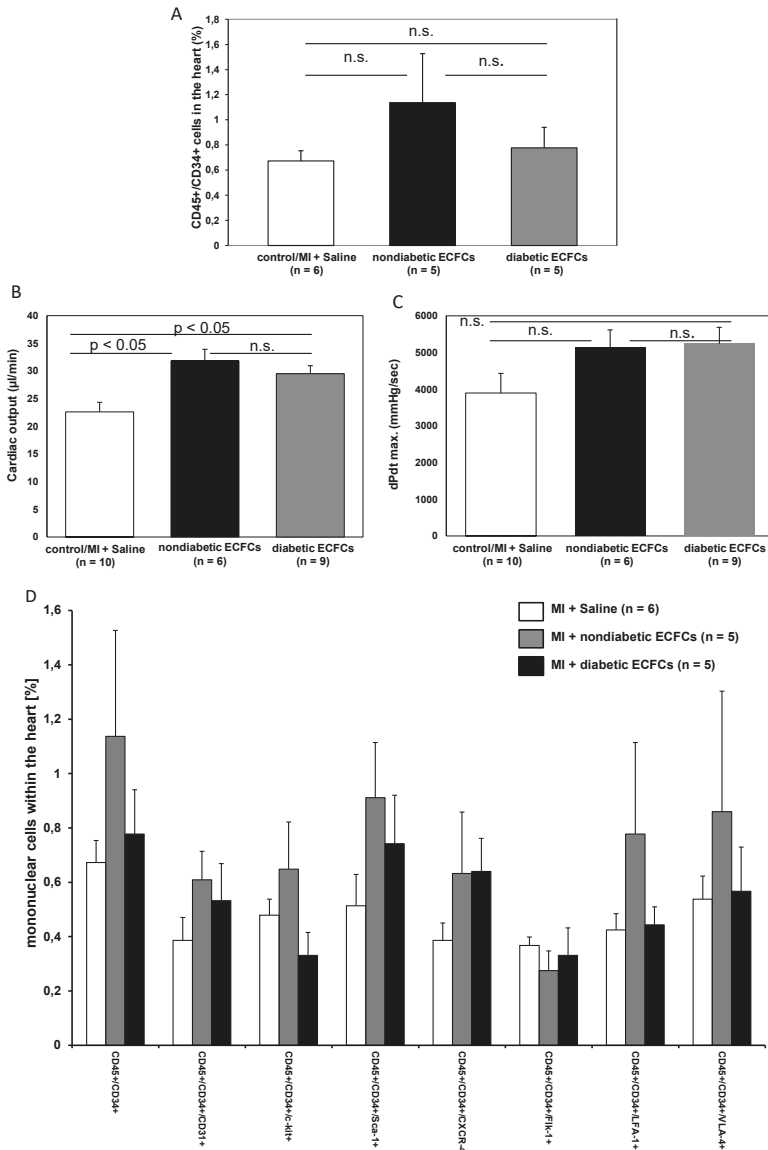 A
CD45+/CD34+ cells in the heart (%)
1,8
1,6
1,4
1,2
1
0,8
0,6
0,4
0,2
0
n.s.
n.s.
n.s.
control/MI + Saline
(n = 6)
nondiabetic ECFCs
(n = 5)
diabetic ECFCs
(n = 5)
B
Cardiac output (µl/min)
40
35
30
25
20
15
10
5
0
p < 0.05
p < 0.05
n.s.
control/MI + Saline
(n = 10)
nondiabetic ECFCs
(n = 6)
diabetic ECFCs
(n = 9)
C
dPdt max. (mmHg/sec)
6000
5000
4000
3000
2000
1000
0
n.s.
n.s.
n.s.
control/MI + Saline
(n = 10)
nondiabetic ECFCs
(n = 6)
diabetic ECFCs
(n = 9)
D
mononuclear cells within the heart [%]
1,6
1,4
1,2
1
0,8
0,6
0,4
0,2
0
MI + Saline (n = 6)
MI + nondiabetic ECFCs (n = 5)
MI + diabetic ECFCs (n = 5)
CD45+/CD34+
CD45+/CD34+/CD31+
CD45+/CD34+/c-kit+
CD45+/CD34+/Sca-1+
CD45+/CD34+/CXCR-4
CD45+/CD34+/Flk-1+
CD45+/CD34+/LFA-1+
CD45+/CD34+/VLA-4+